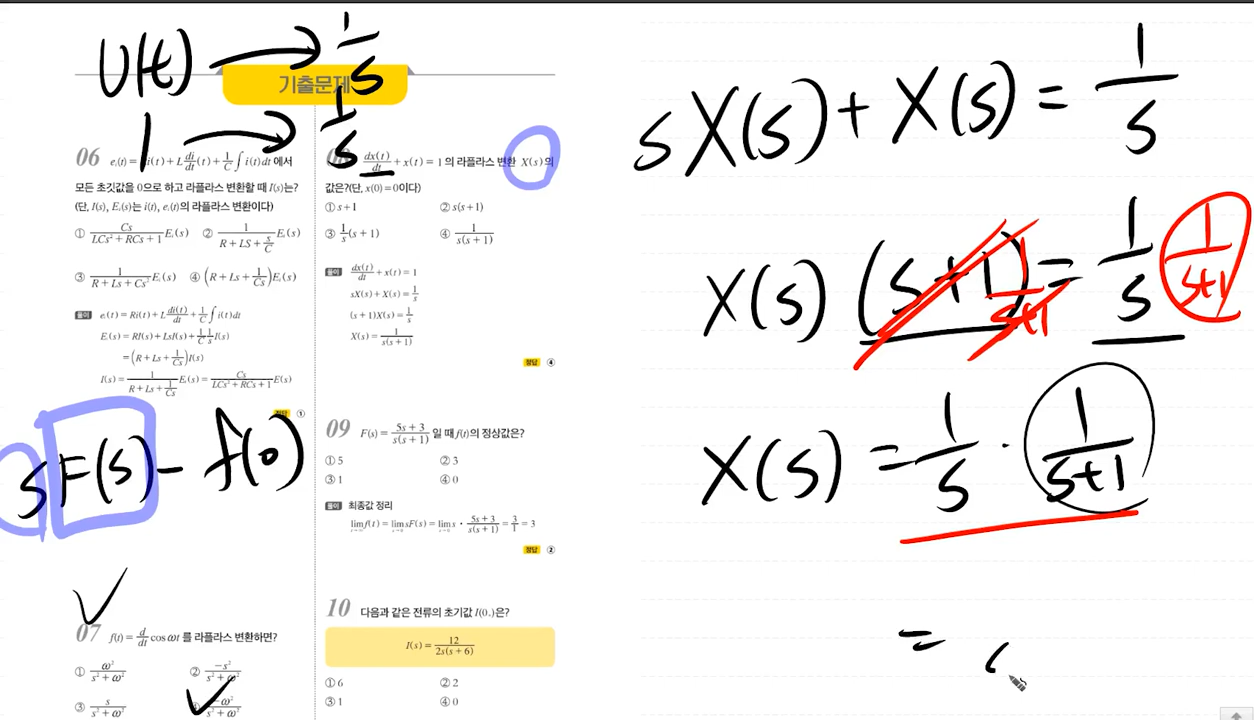 U(t) → 1/s
1 → 1/s
기출문제
06 eᵢ(t) = i(t) + L di/dt (t) + 1/C ∫ i(t) dt 에서
모든 초깃값을 0으로 하고 라플라스 변환할 때 I(s)는?
(단, I(s), Eᵢ(s)는 i(t), eᵢ(t)의 라플라스 변환이다)
① Cs/(LCs² + RCs + 1) Eᵢ(s) ② 1/(R + LS + s/C) Eᵢ(s)
③ 1/(R + Ls + Cs²) Eᵢ(s) ④ (R + Ls + 1/Cs) Eᵢ(s)
풀이 eᵢ(t) = Ri(t) + L di(t)/dt + 1/C ∫ i(t)dt
Eᵢ(s) = RI(s) + LsI(s) + 1/C 1/s I(s)
= (R + Ls + 1/Cs) I(s)
I(s) = 1/(R + Ls + 1/Cs) Eᵢ(s) = Cs/(LCs² + RCs + 1) E(s)
정답 ①
sF(s) - f(0)
07 f(t) = d/dt cos ωt 를 라플라스 변환하면?
① ω²/(s² + ω²) ② -s²/(s² + ω²)
③ s/(s² + ω²) -ω²/(s² + ω²)
dx(t)/dt + x(t) = 1 의 라플라스 변환 X(s)의
값은?(단, x(0) = 0이다)
① s+1 ② s(s+1)
③ 1/s (s+1) ④ 1/(s(s+1))
풀이 dx(t)/dt + x(t) = 1
sX(s) + X(s) = 1/s
(s+1)X(s) = 1/s
X(s) = 1/(s(s+1))
정답 ④
09 F(s) = (5s+3)/(s(s+1)) 일 때 f(t)의 정상값은?
① 5 ② 3
③ 1 ④ 0
풀이 최종값 정리
lim f(t) = lim sF(s) = lim s · (5s+3)/(s(s+1)) = 3/1 = 3
정답 ②
10 다음과 같은 전류의 초기값 I(0₊)은?
I(s) = 12/(2s(s+6))
① 6 ② 2
③ 1 ④ 0
sX(s) + X(s) = 1/s
X(s) (s+1) 1/(s+1) = 1/s 1/(s+1)
X(s) = 1/s · 1/(s+1)
=